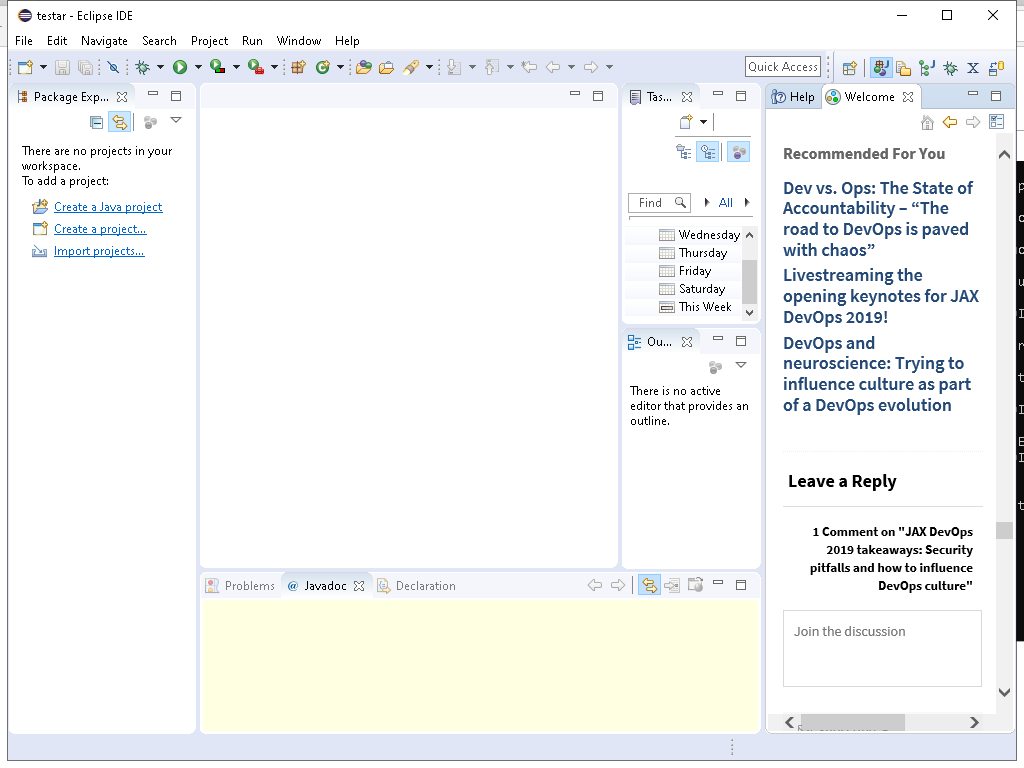 testar - Eclipse IDE
File Edit Navigate Search Project Run Window Help
Quick Access
Package Exp...
There are no projects in your
workspace.
To add a project:
Create a Java project
Create a project...
Import projects...
Tas...
Find
All
Wednesday
Thursday
Friday
Saturday
This Week
Ou...
There is no active
editor that provides an
outline.
Problems @ Javadoc Declaration
Help Welcome
Recommended For You
Dev vs. Ops: The State of
Accountability – “The
road to DevOps is paved
with chaos”
Livestreaming the
opening keynotes for JAX
DevOps 2019!
DevOps and
neuroscience: Trying to
influence culture as part
of a DevOps evolution
Leave a Reply
1 Comment on "JAX DevOps
2019 takeaways: Security
pitfalls and how to influence
DevOps culture"
Join the discussion